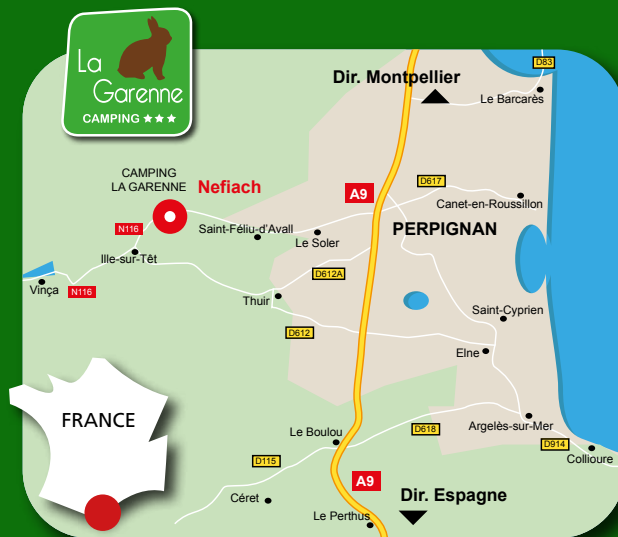 La
Garenne
CAMPING ★★★
Dir. Montpellier
D83
Le Barcarès
CAMPING
LA GARENNE
Nefiach
A9
D617
Canet-en-Roussillon
N116
Saint-Féliu-d'Avall
Le Soler
PERPIGNAN
Ille-sur-Têt
Vinça
N116
D612A
Thuir
Saint-Cyprien
D612
Elne
FRANCE
Le Boulou
D618
Argelès-sur-Mer
D914
Collioure
D115
A9
Céret
Dir. Espagne
Le Perthus